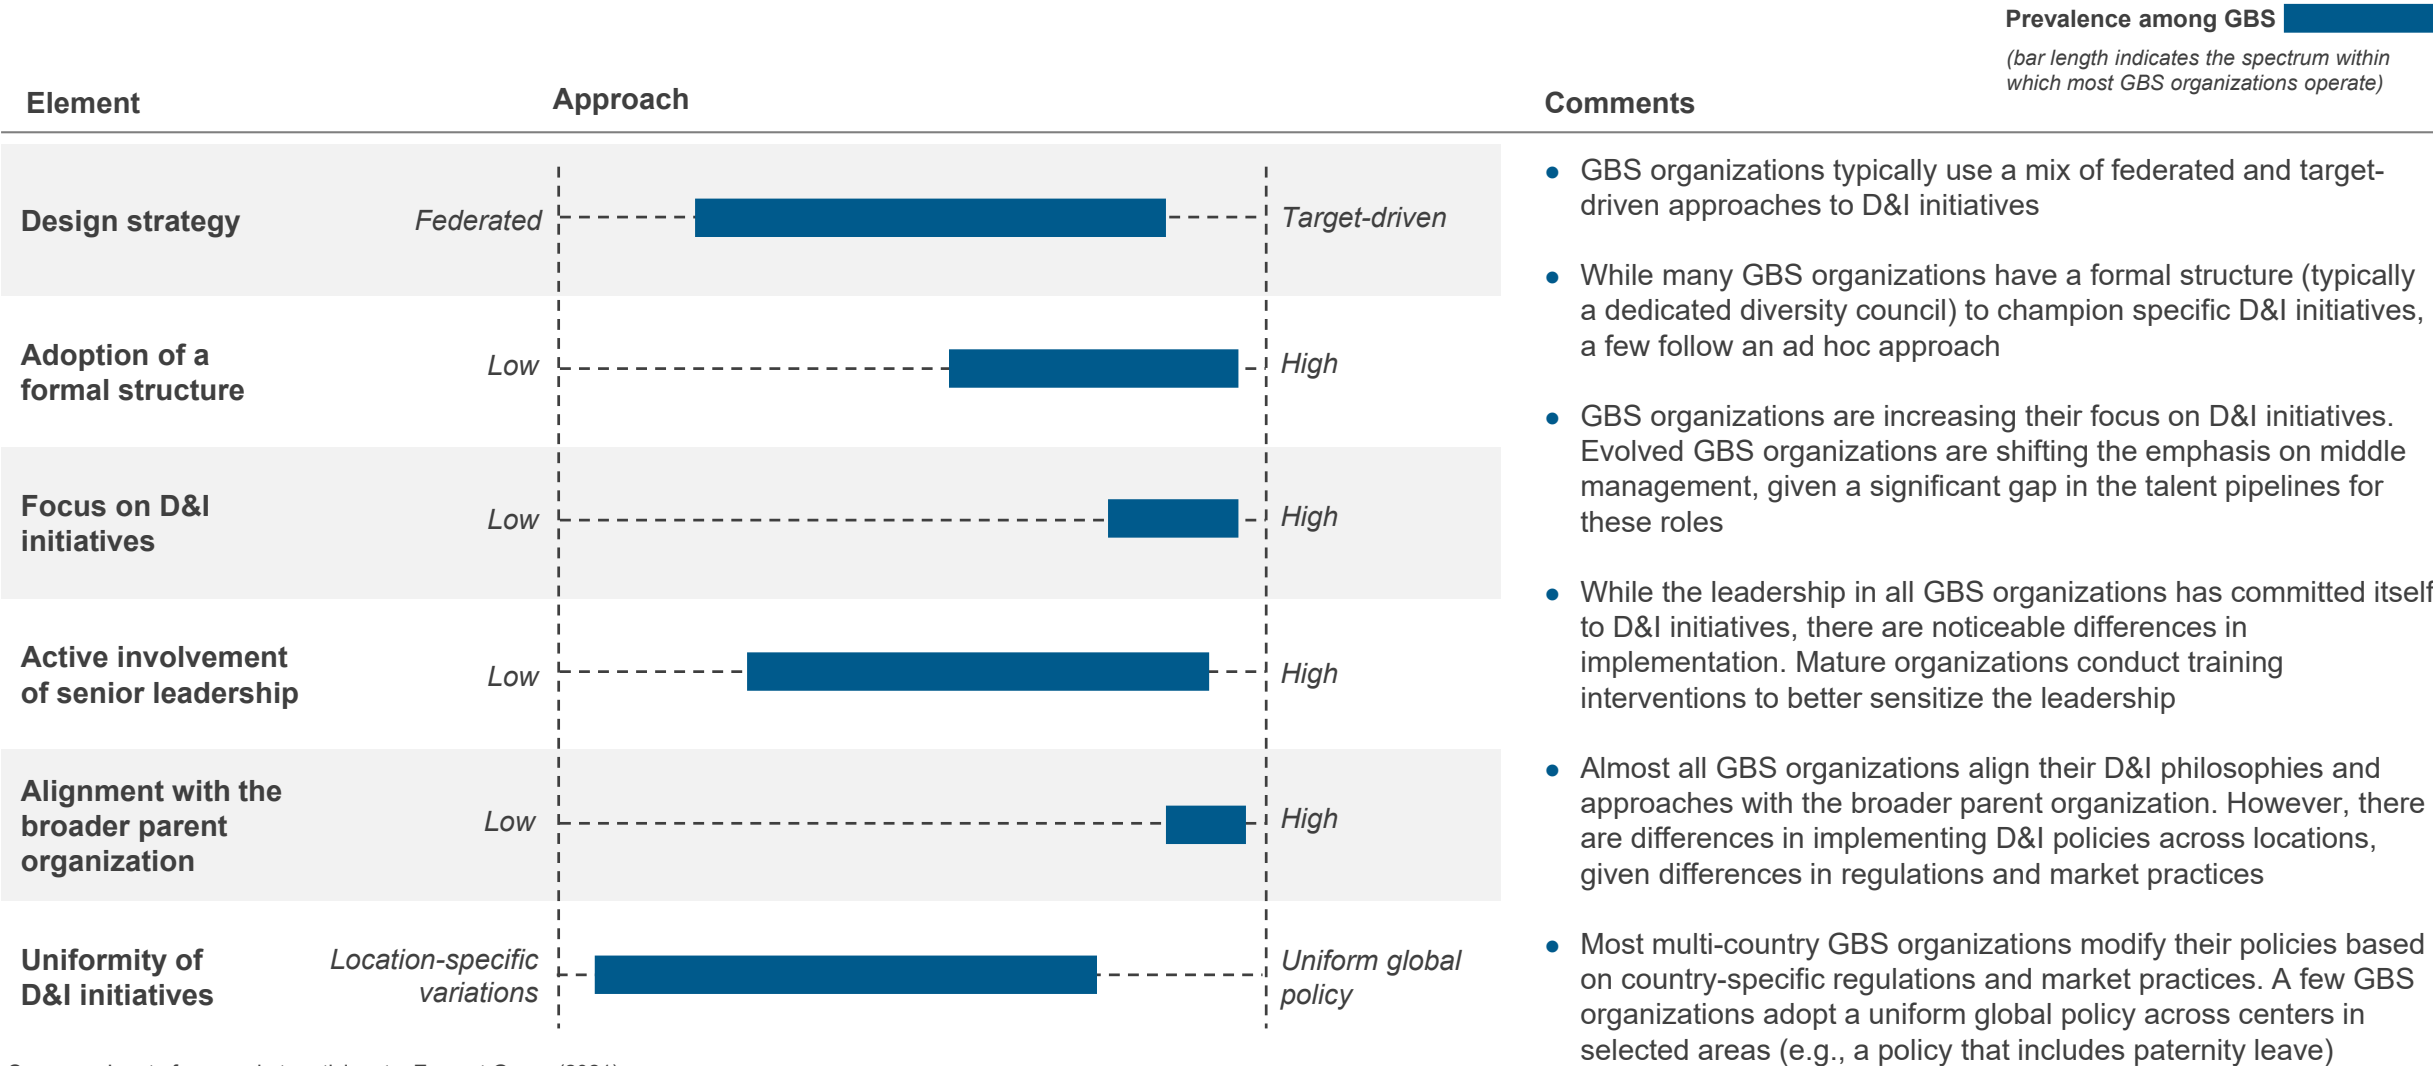 Prevalence among GBS
(bar length indicates the spectrum within
which most GBS organizations operate)
Element
Approach
Comments
Design strategy
Federated
Target-driven
● GBS organizations typically use a mix of federated and target-
driven approaches to D&I initiatives
Adoption of a
formal structure
Low
High
● While many GBS organizations have a formal structure (typically
a dedicated diversity council) to champion specific D&I initiatives,
a few follow an ad hoc approach
Focus on D&I
initiatives
Low
High
● GBS organizations are increasing their focus on D&I initiatives.
Evolved GBS organizations are shifting the emphasis on middle
management, given a significant gap in the talent pipelines for
these roles
Active involvement
of senior leadership
Low
High
● While the leadership in all GBS organizations has committed itself
to D&I initiatives, there are noticeable differences in
implementation. Mature organizations conduct training
interventions to better sensitize the leadership
Alignment with the
broader parent
organization
Low
High
● Almost all GBS organizations align their D&I philosophies and
approaches with the broader parent organization. However, there
are differences in implementing D&I policies across locations,
given differences in regulations and market practices
Uniformity of
D&I initiatives
Location-specific
variations
Uniform global
policy
● Most multi-country GBS organizations modify their policies based
on country-specific regulations and market practices. A few GBS
organizations adopt a uniform global policy across centers in
selected areas (e.g., a policy that includes paternity leave)